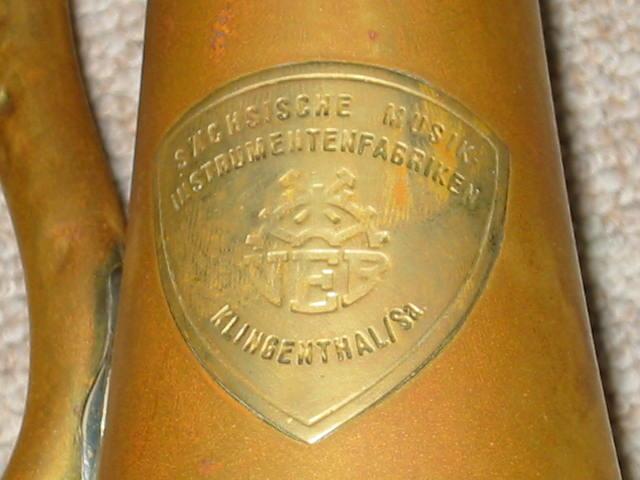 SÄCHSISCHE MUSIK-
INSTRUMENTENFABRIKEN
VEB
KLINGENTHAL/Sa.